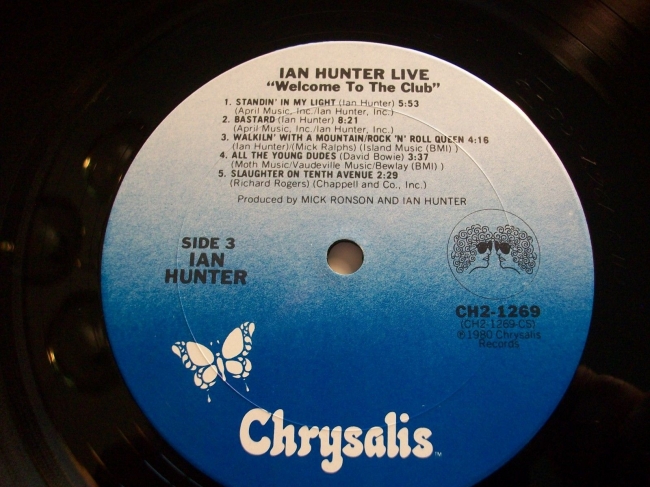 IAN HUNTER LIVE
"Welcome To The Club"
1. STANDIN' IN MY LIGHT (Ian Hunter) 5:53
(April Music, Inc./Ian Hunter, Inc.)
2. BASTARD (Ian Hunter) 8:21
(April Music, Inc./Ian Hunter, Inc.)
3. WALKIN' WITH A MOUNTAIN/ROCK 'N' ROLL QUEEN 4:16
(Ian Hunter)/(Mick Ralphs) (Island Music (BMI) )
4. ALL THE YOUNG DUDES (David Bowie) 3:37
(Moth Music/Vaudeville Music/Bewlay (BMI) )
5. SLAUGHTER ON TENTH AVENUE 2:29
(Richard Rogers) (Chappell and Co., Inc.)
Produced by MICK RONSON AND IAN HUNTER
SIDE 3
IAN
HUNTER
CH2-1269
(CH2-1269-CS)
℗1980 Chrysalis
Records
Chrysalis™